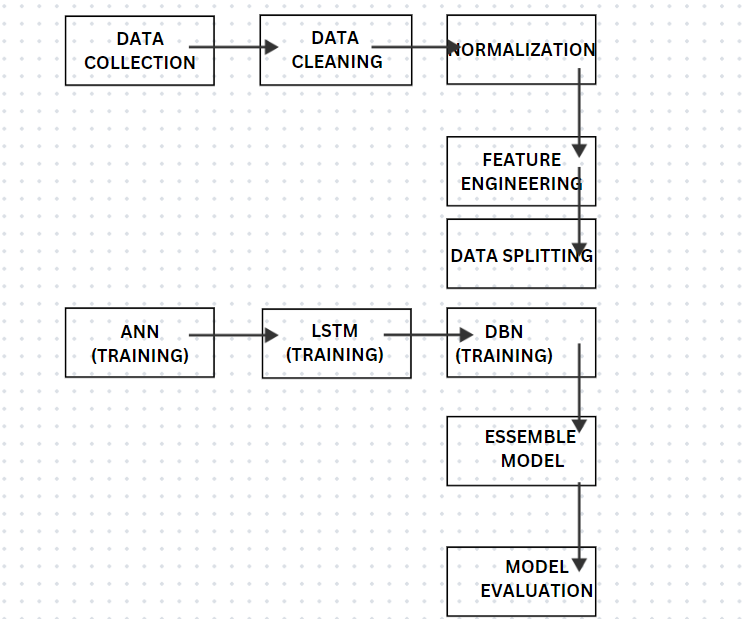 DATA
COLLECTION
DATA
CLEANING
NORMALIZATION
FEATURE
ENGINEERING
DATA SPLITTING
ANN
(TRAINING)
LSTM
(TRAINING)
DBN
(TRAINING)
ESSEMBLE
MODEL
MODEL
EVALUATION